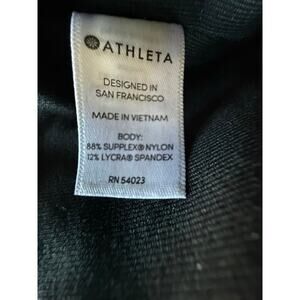 ATHLETA
DESIGNED IN
SAN FRANCISCO
MADE IN VIETNAM
BODY:
88% SUPPLEX® NYLON
12% LYCRA® SPANDEX
RN 54023